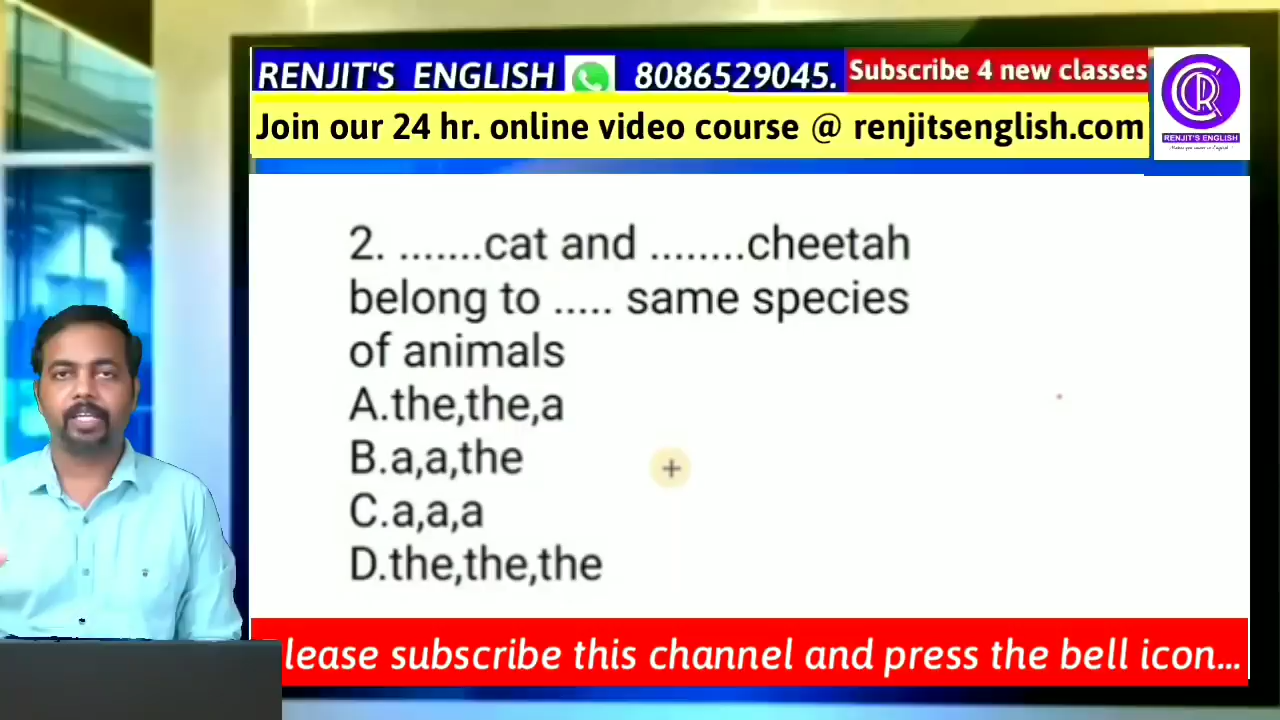 RENJIT'S ENGLISH 8086529045. Subscribe 4 new classes
Join our 24 hr. online video course @ renjitsenglish.com
RENJIT'S ENGLISH
2. .......cat and ........cheetah
belong to ..... same species
of animals
A.the,the,a
B.a,a,the
C.a,a,a
D.the,the,the
lease subscribe this channel and press the bell icon...